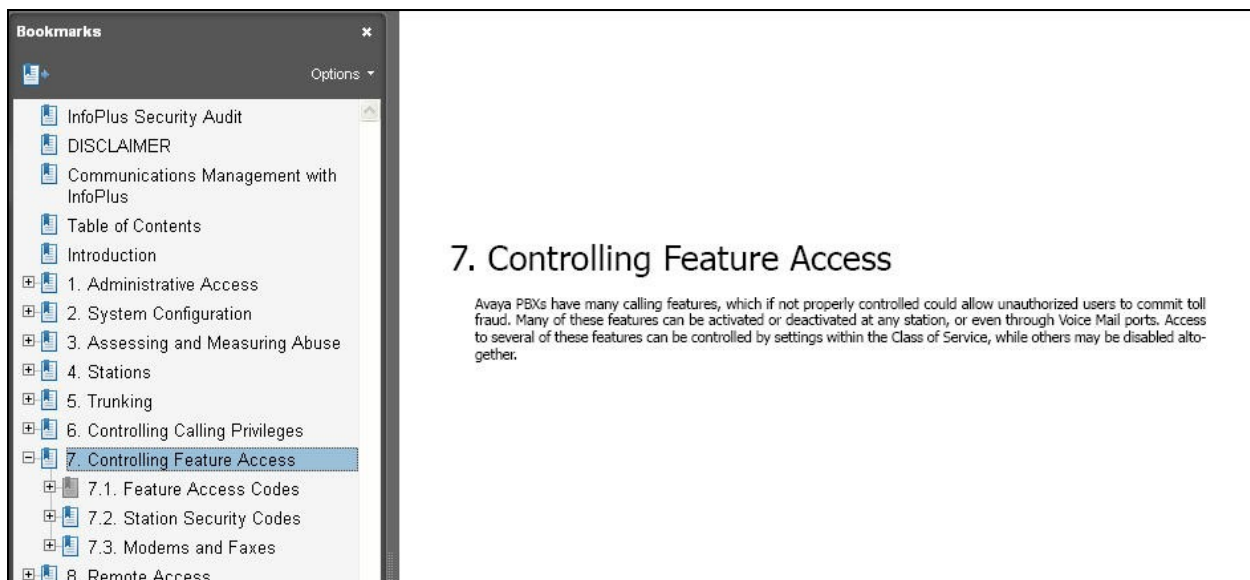 Bookmarks
Options
InfoPlus Security Audit
DISCLAIMER
Communications Management with
InfoPlus
Table of Contents
Introduction
1. Administrative Access
2. System Configuration
3. Assessing and Measuring Abuse
4. Stations
5. Trunking
6. Controlling Calling Privileges
7. Controlling Feature Access
7.1. Feature Access Codes
7.2. Station Security Codes
7.3. Modems and Faxes
8. Remote Access
7. Controlling Feature Access
Avaya PBXs have many calling features, which if not properly controlled could allow unauthorized users to commit toll
fraud. Many of these features can be activated or deactivated at any station, or even through Voice Mail ports. Access
to several of these features can be controlled by settings within the Class of Service, while others may be disabled alto-
gether.